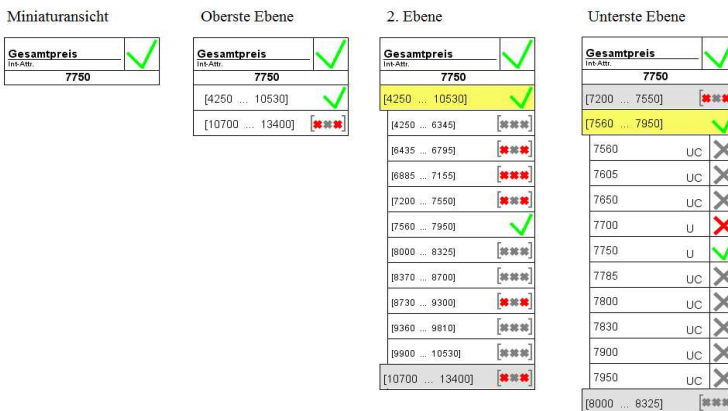 Miniaturansicht
Gesamtpreis
Int-Attr.
7750
Oberste Ebene
Gesamtpreis
Int-Attr.
7750
[4250 ... 10530]
[10700 ... 13400]
2. Ebene
Gesamtpreis
Int-Attr.
7750
[4250 ... 10530]
[4250 ... 6345]
[6435 ... 6795]
[6885 ... 7155]
[7200 ... 7550]
[7560 ... 7950]
[8000 ... 8325]
[8370 ... 8700]
[8730 ... 9300]
[9360 ... 9810]
[9900 ... 10530]
[10700 ... 13400]
Unterste Ebene
Gesamtpreis
Int-Attr.
7750
[7200 ... 7550]
[7560 ... 7950]
7560 UC
7605 UC
7650 UC
7700 U
7750 U
7785 UC
7800 UC
7830 UC
7900 UC
7950 UC
[8000 ... 8325]